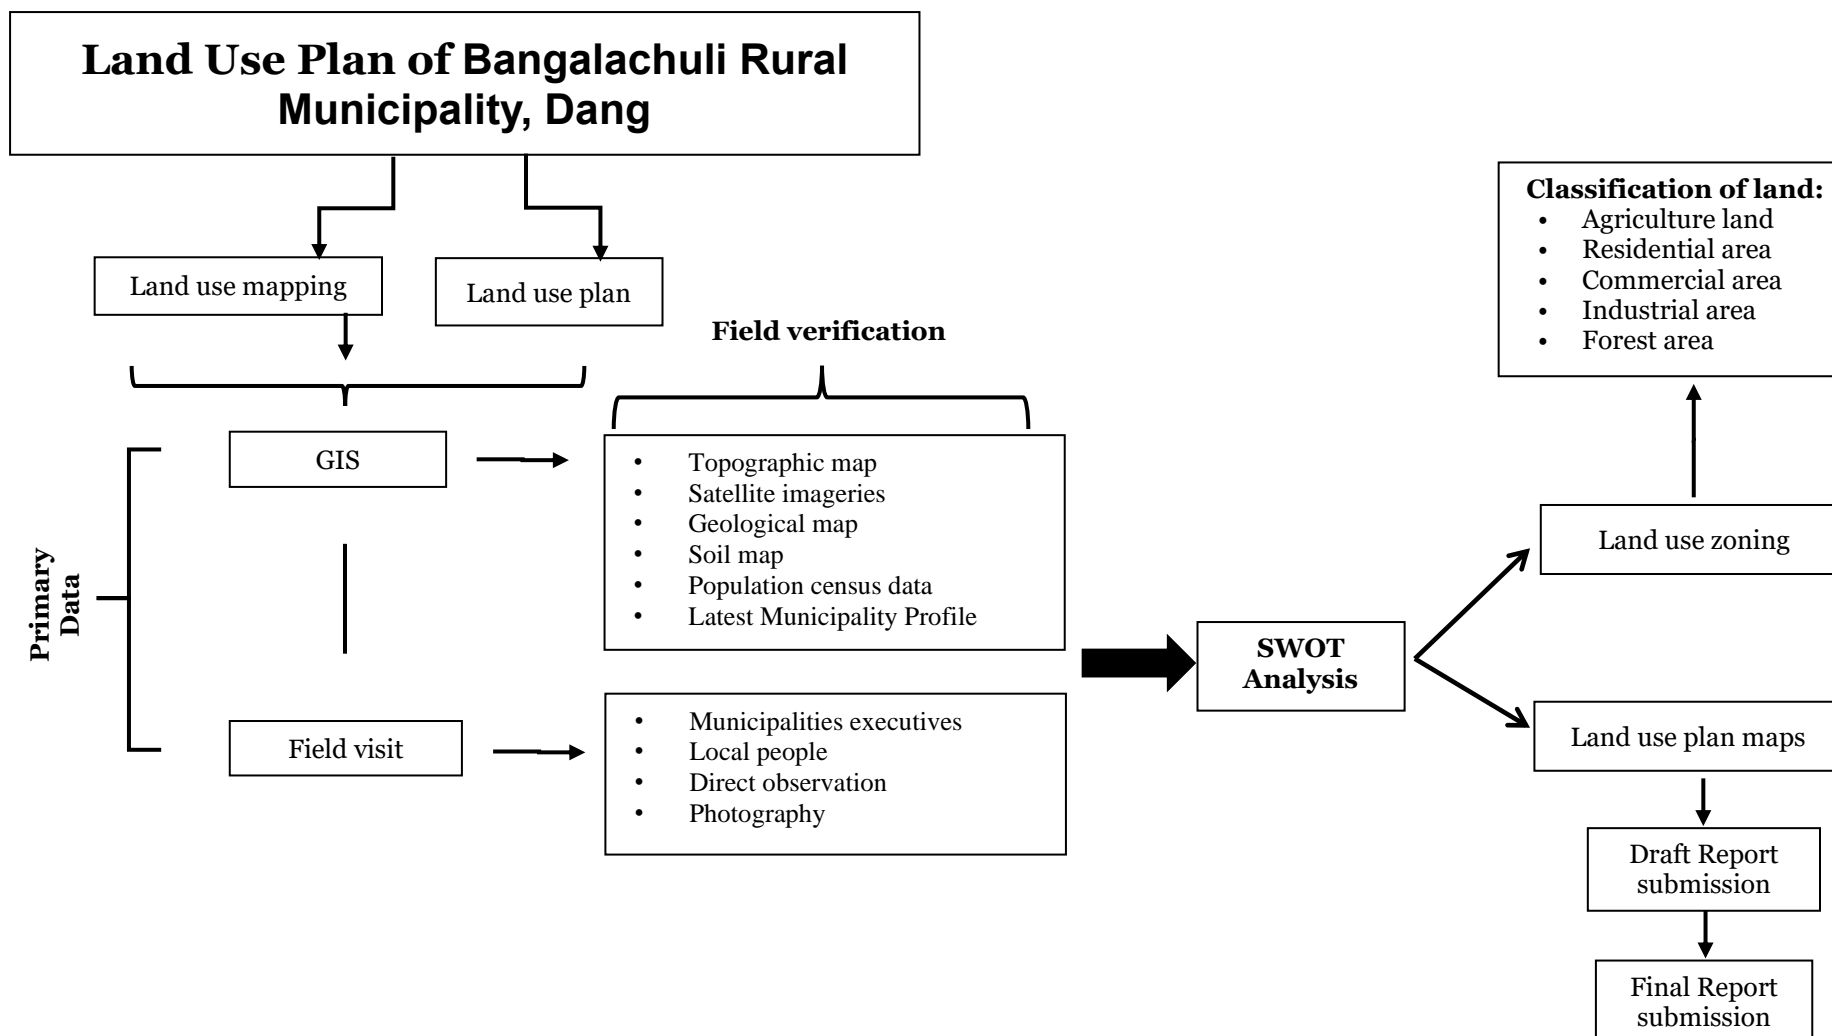 Land Use Plan of Bangalachuli Rural
Municipality, Dang
Land use mapping
Land use plan
Field verification
GIS
• Topographic map
• Satellite imageries
• Geological map
• Soil map
• Population census data
• Latest Municipality Profile
Primary
Data
Field visit
• Municipalities executives
• Local people
• Direct observation
• Photography
SWOT
Analysis
Classification of land:
• Agriculture land
• Residential area
• Commercial area
• Industrial area
• Forest area
Land use zoning
Land use plan maps
Draft Report
submission
Final Report
submission